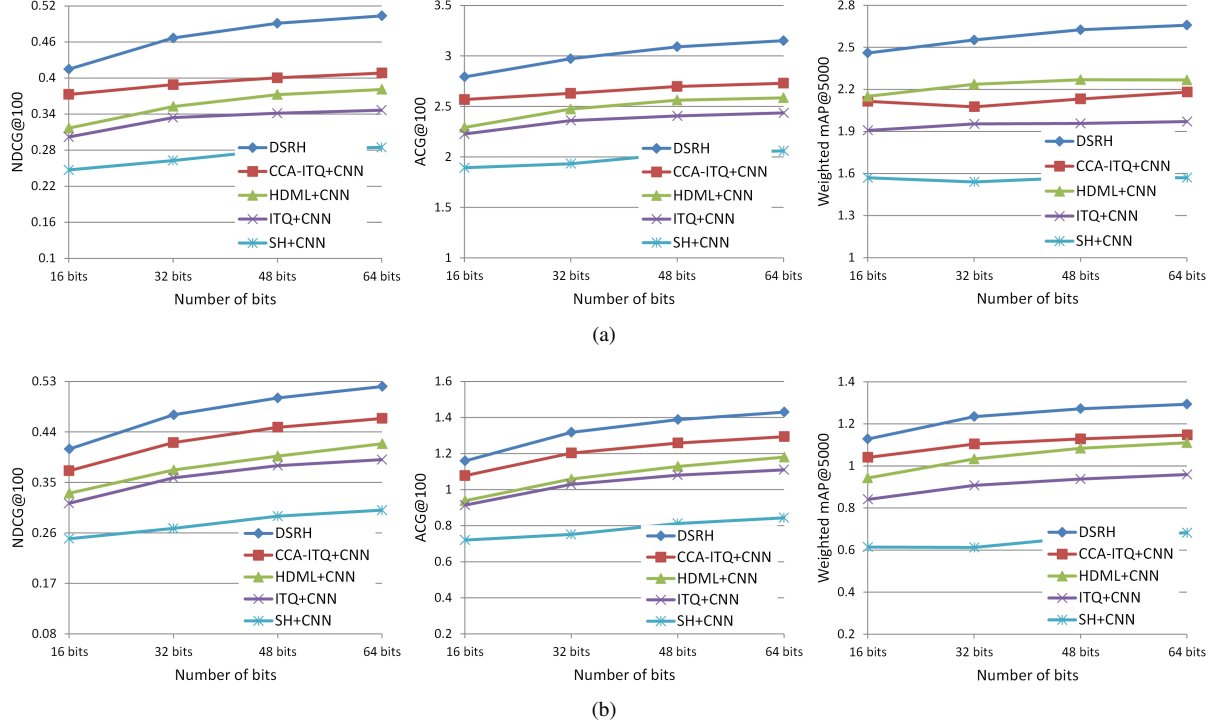 0.52
0.46
0.4
0.34
0.28
0.22
0.16
0.1
NDCG@100
16 bits 32 bits 48 bits 64 bits
Number of bits
DSRH
CCA-ITQ+CNN
HDML+CNN
ITQ+CNN
SH+CNN
3.5
3
2.5
2
1.5
1
ACG@100
16 bits 32 bits 48 bits 64 bits
Number of bits
DSRH
CCA-ITQ+CNN
HDML+CNN
ITQ+CNN
SH+CNN
2.8
2.5
2.2
1.9
1.6
1.3
1
Weighted mAP@5000
16 bits 32 bits 48 bits 64 bits
Number of bits
DSRH
CCA-ITQ+CNN
HDML+CNN
ITQ+CNN
SH+CNN
(a)
0.53
0.44
0.35
0.26
0.17
0.08
NDCG@100
16 bits 32 bits 48 bits 64 bits
Number of bits
DSRH
CCA-ITQ+CNN
HDML+CNN
ITQ+CNN
SH+CNN
1.6
1.4
1.2
1
0.8
0.6
0.4
0.2
ACG@100
16 bits 32 bits 48 bits 64 bits
Number of bits
DSRH
CCA-ITQ+CNN
HDML+CNN
ITQ+CNN
SH+CNN
1.4
1.2
1
0.8
0.6
0.4
0.2
Weighted mAP@5000
16 bits 32 bits 48 bits 64 bits
Number of bits
DSRH
CCA-ITQ+CNN
HDML+CNN
ITQ+CNN
SH+CNN
(b)